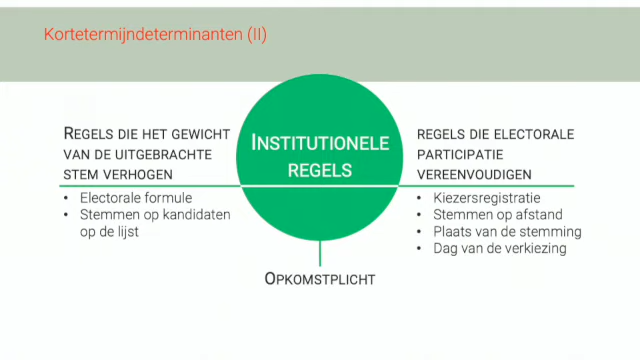 Kortetermijndeterminanten (II)
REGELS DIE HET GEWICHT
VAN DE UITGEBRACHTE
STEM VERHOGEN
• Electorale formule
• Stemmen op kandidaten
op de lijst
INSTITUTIONELE
REGELS
OPKOMSTPLICHT
REGELS DIE ELECTORALE
PARTICIPATIE
VEREENVOUDIGEN
• Kiezersregistratie
• Stemmen op afstand
• Plaats van de stemming
• Dag van de verkiezing